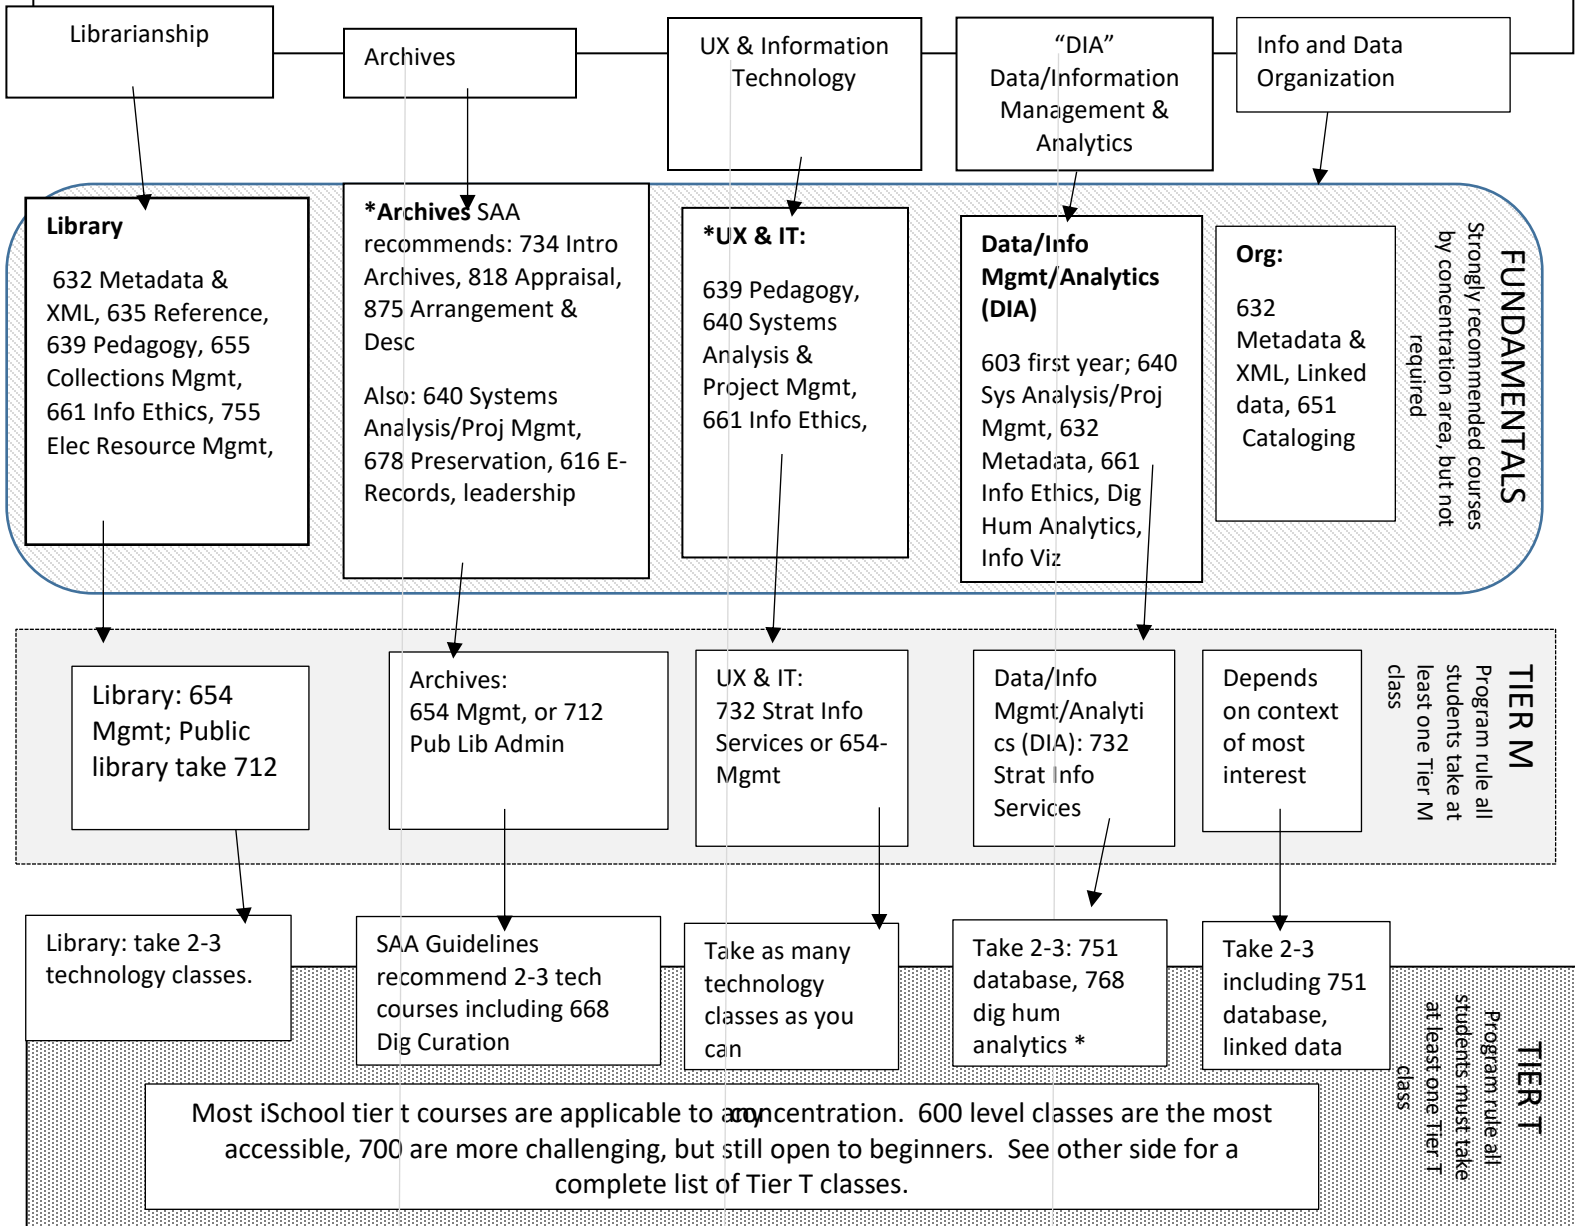 Librarianship
Archives
UX & Information
Technology
“DIA”
Data/Information
Management &
Analytics
Info and Data
Organization
Library
632 Metadata &
XML, 635 Reference,
639 Pedagogy, 655
Collections Mgmt,
661 Info Ethics, 755
Elec Resource Mgmt,
*Archives SAA
recommends: 734 Intro
Archives, 818 Appraisal,
875 Arrangement &
Desc
Also: 640 Systems
Analysis/Proj Mgmt,
678 Preservation, 616 E-
Records, leadership
*UX & IT:
639 Pedagogy,
640 Systems
Analysis &
Project Mgmt,
661 Info Ethics,
Data/Info
Mgmt/Analytics
(DIA)
603 first year; 640
Sys Analysis/Proj
Mgmt, 632
Metadata, 661
Info Ethics, Dig
Hum Analytics,
Info Viz
Org:
632
Metadata &
XML, Linked
data, 651
Cataloging
FUNDAMENTALS
Strongly recommended courses
by concentration area, but not
required
Library: 654
Mgmt; Public
library take 712
Archives:
654 Mgmt, or 712
Pub Lib Admin
UX & IT:
732 Strat Info
Services or 654-
Mgmt
Data/Info
Mgmt/Analyti
cs (DIA): 732
Strat Info
Services
Depends
on context
of most
interest
TIER M
Program rule all
students take at
least one Tier M
class
Library: take 2-3
technology classes.
SAA Guidelines
recommend 2-3 tech
courses including 668
Dig Curation
Take as many
technology
classes as you
can
Take 2-3: 751
database, 768
dig hum
analytics *
Take 2-3
including 751
database,
linked data
TIER T
Program rule all
students must take
at least one Tier T
class
Most iSchool tier t courses are applicable to any concentration. 600 level classes are the most
accessible, 700 are more challenging, but still open to beginners. See other side for a
complete list of Tier T classes.